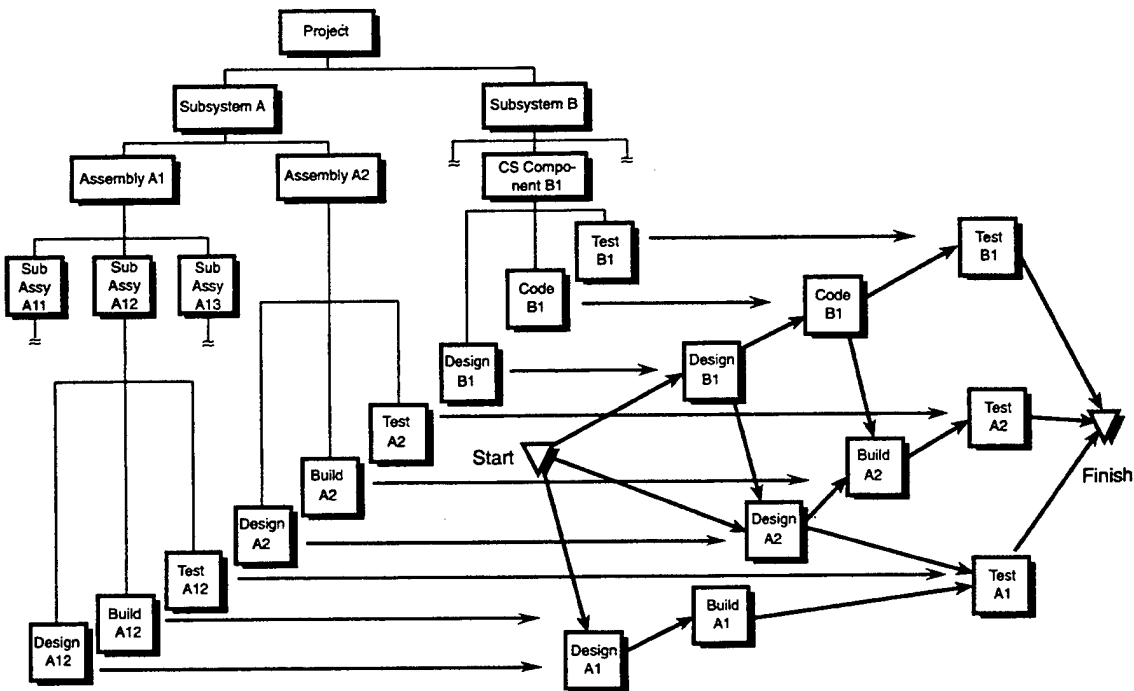 Project
Subsystem A
Subsystem B
Assembly A1
Assembly A2
CS Compo-
nent B1
Sub
Assy
A11
Sub
Assy
A12
Sub
Assy
A13
Test
B1
Code
B1
Design
B1
Test
A2
Build
A2
Design
A2
Test
A12
Build
A12
Design
A12
Start
Test
B1
Code
B1
Design
B1
Test
A2
Build
A2
Design
A2
Test
A1
Build
A1
Design
A1
Finish